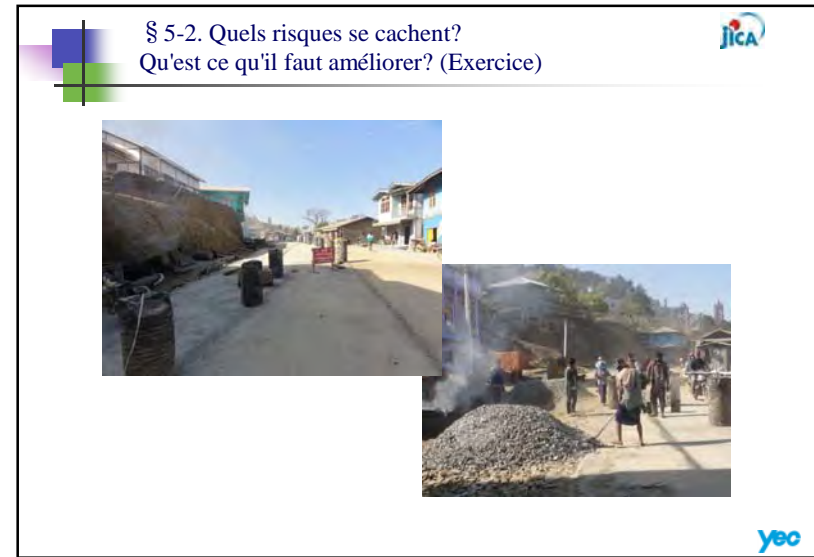 §5-2. Quels risques se cachent?
Qu'est ce qu'il faut améliorer? (Exercice)
jICA
yec